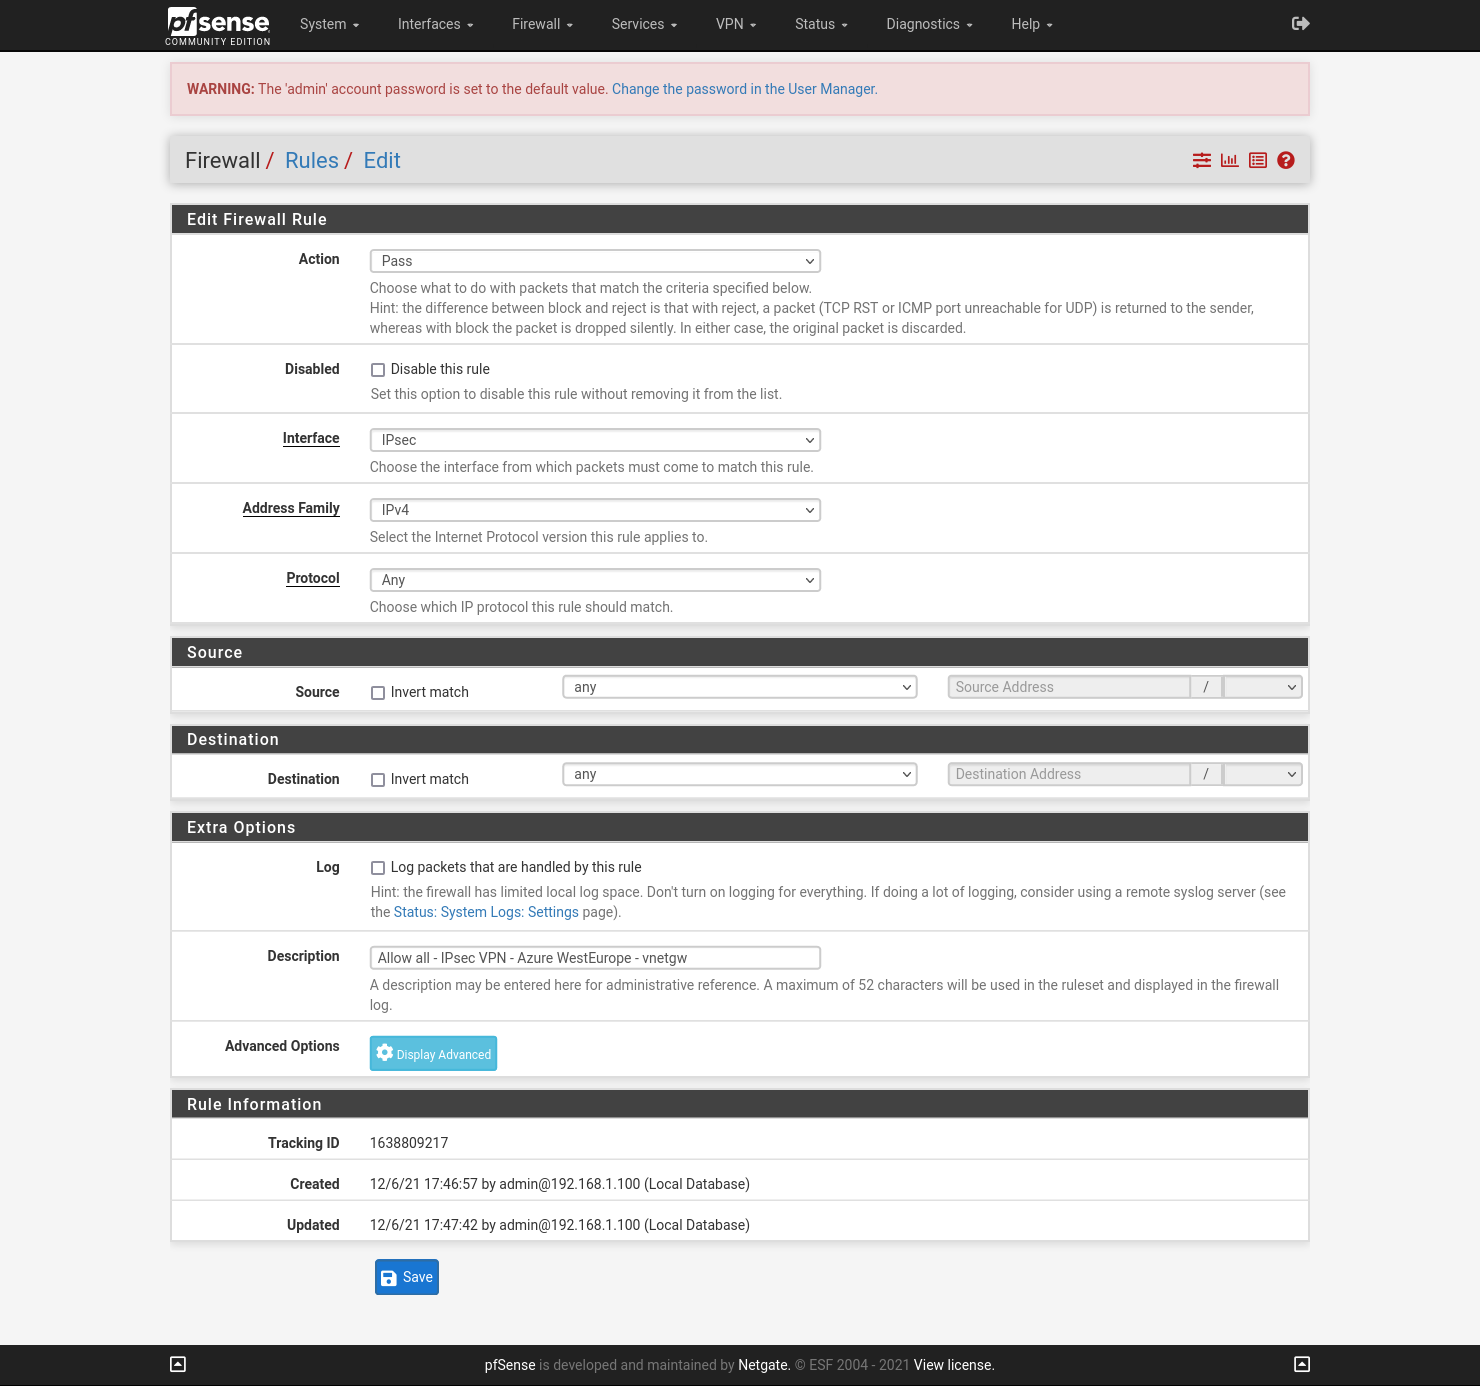 pfsense
COMMUNITY EDITION
System Interfaces Firewall Services VPN Status Diagnostics Help
WARNING: The 'admin' account password is set to the default value. Change the password in the User Manager.
Firewall / Rules / Edit
Edit Firewall Rule
Action Pass
Choose what to do with packets that match the criteria specified below.
Hint: the difference between block and reject is that with reject, a packet (TCP RST or ICMP port unreachable for UDP) is returned to the sender,
whereas with block the packet is dropped silently. In either case, the original packet is discarded.
Disabled Disable this rule
Set this option to disable this rule without removing it from the list.
Interface IPsec
Choose the interface from which packets must come to match this rule.
Address Family IPv4
Select the Internet Protocol version this rule applies to.
Protocol Any
Choose which IP protocol this rule should match.
Source
Source Invert match any Source Address /
Destination
Destination Invert match any Destination Address /
Extra Options
Log Log packets that are handled by this rule
Hint: the firewall has limited local log space. Don't turn on logging for everything. If doing a lot of logging, consider using a remote syslog server (see
the Status: System Logs: Settings page).
Description Allow all - IPsec VPN - Azure WestEurope - vnetgw
A description may be entered here for administrative reference. A maximum of 52 characters will be used in the ruleset and displayed in the firewall
log.
Advanced Options Display Advanced
Rule Information
Tracking ID 1638809217
Created 12/6/21 17:46:57 by admin@192.168.1.100 (Local Database)
Updated 12/6/21 17:47:42 by admin@192.168.1.100 (Local Database)
Save
pfSense is developed and maintained by Netgate. © ESF 2004 - 2021 View license.